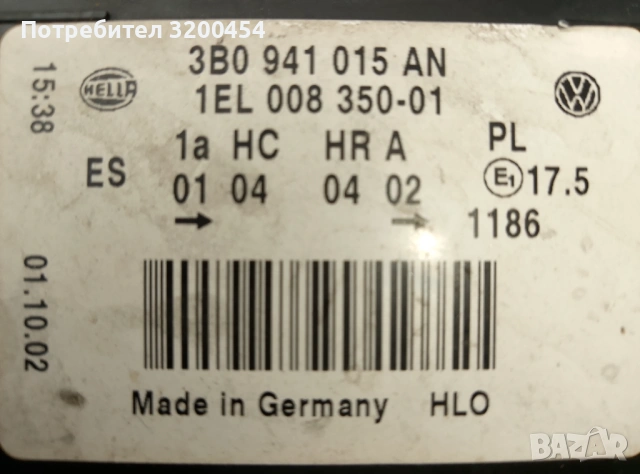 Потребител 3200454
3B0 941 015 AN
HELLA
1EL 008 350-01
15:38
1a HC HR A PL
ES
01 04 04 02 E1 17.5
1186
01.10.02
Made in Germany HLO
BAZAR